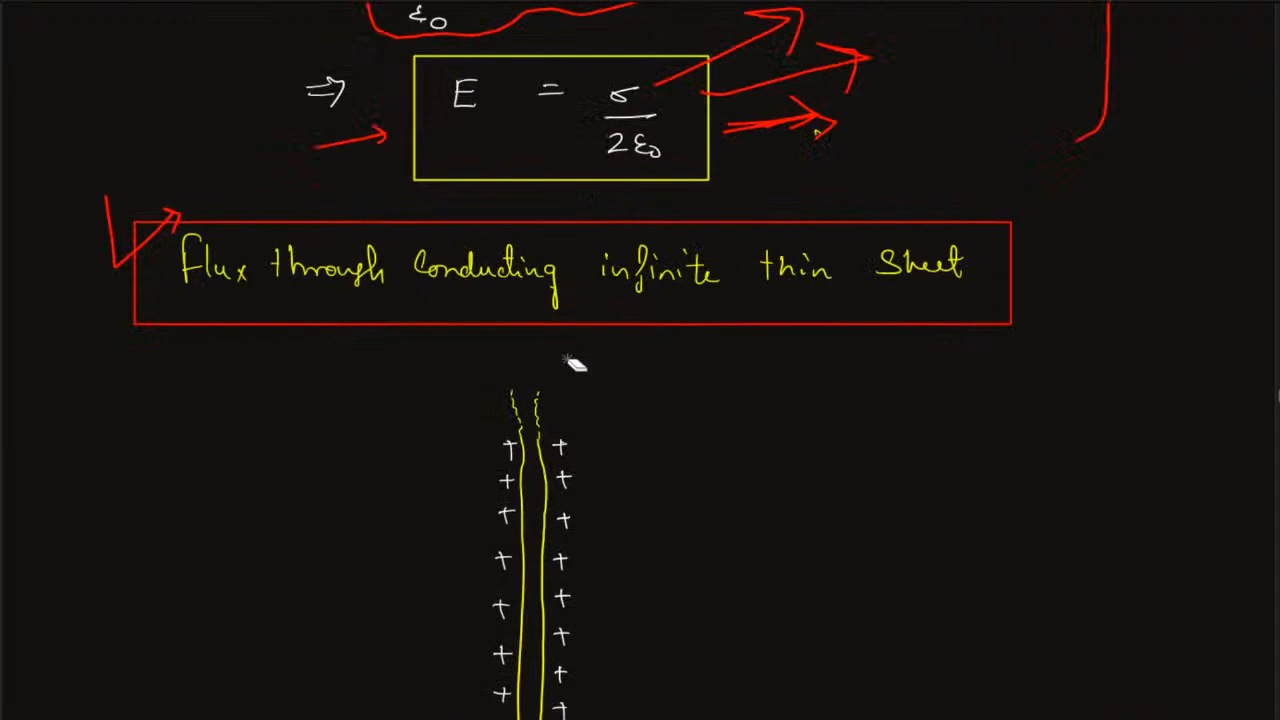 ε0
⇒ E = σ
2ε0
Flux through Conducting infinite thin Sheet
+ +
+ +
+ +
+ +
+ +
+ +
+ +
+